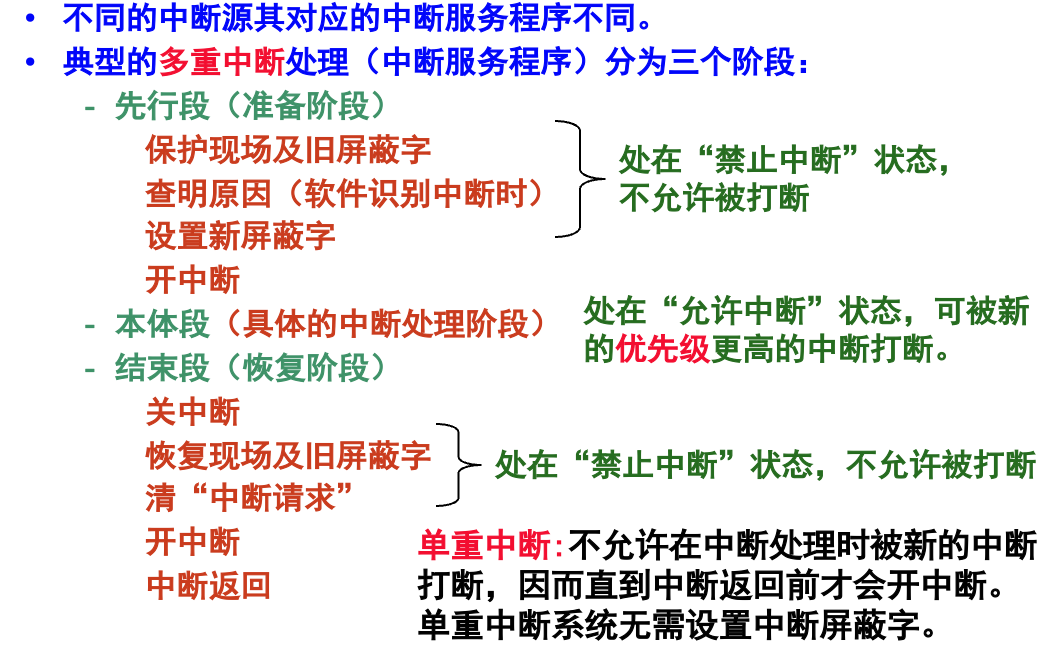 • 不同的中断源其对应的中断服务程序不同。
• 典型的多重中断处理（中断服务程序）分为三个阶段：
- 先行段（准备阶段）
保护现场及旧屏蔽字
查明原因（软件识别中断时）
设置新屏蔽字
处在“禁止中断”状态，
不允许被打断
开中断
- 本体段（具体的中断处理阶段）
处在“允许中断”状态，可被新
的优先级更高的中断打断。
- 结束段（恢复阶段）
关中断
恢复现场及旧屏蔽字
清“中断请求”
处在“禁止中断”状态，不允许被打断
开中断
中断返回
单重中断:不允许在中断处理时被新的中断
打断，因而直到中断返回前才会开中断。
单重中断系统无需设置中断屏蔽字。